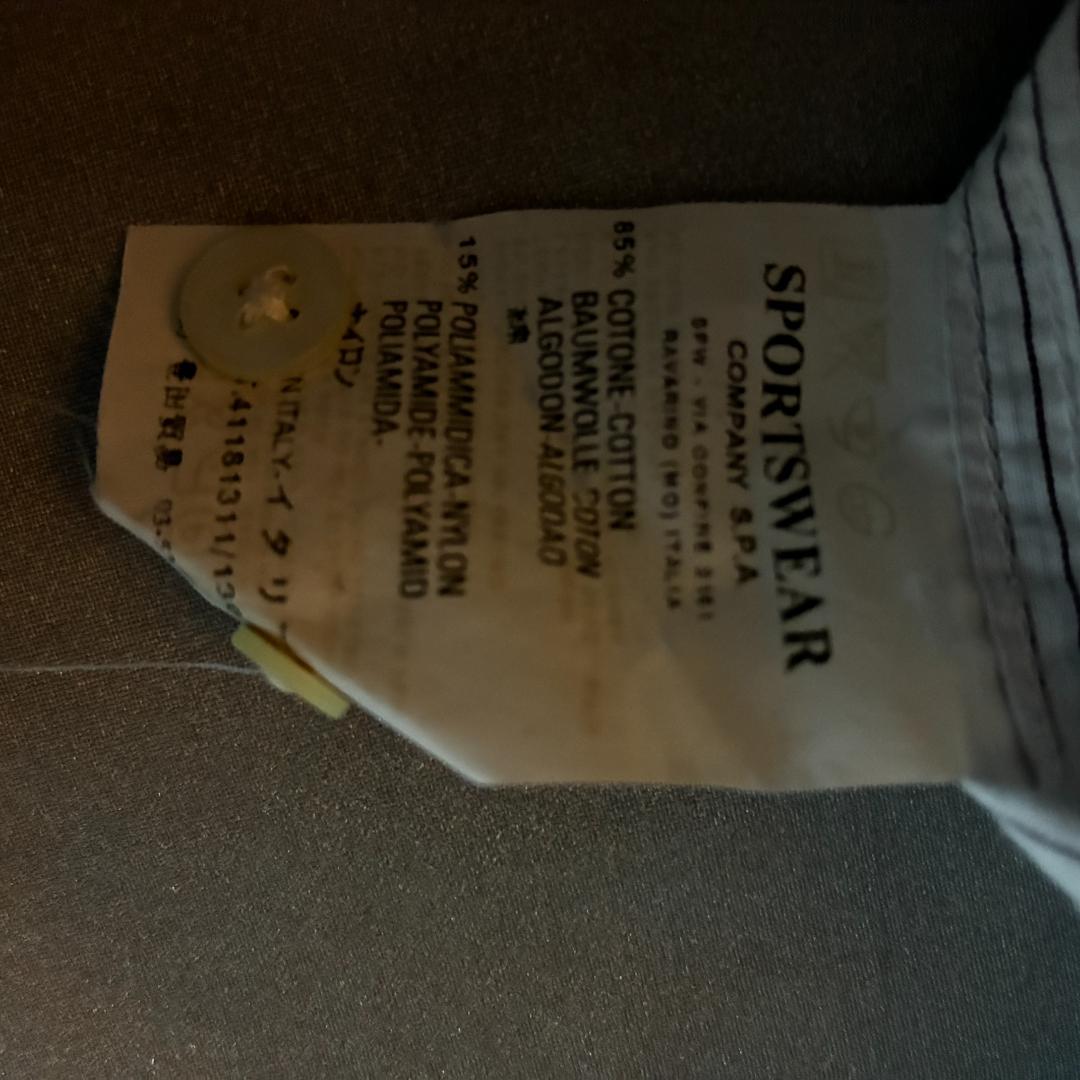 SPORTSWEAR
COMPANY S.P.A
SPW - VIA CONFINE 2161
RAVARINO (MO) ITALIA
85% COTONE-COTTON
BAUMWOLLE COTON
ALGODON-ALGODAO
15% POLIAMMIDICA-NYLON
POLYAMIDE-POLYAMID
POLIAMIDA-
ナイロン
N ITALY-イタリ
41181311/13